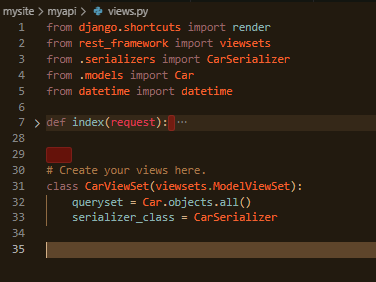 mysite > myapi > views.py
1 from django.shortcuts import render
2 from rest_framework import viewsets
3 from .serializers import CarSerializer
4 from .models import Car
5 from datetime import datetime
6
7 > def index(request): ...
28
29
30 # Create your views here.
31 class CarViewSet(viewsets.ModelViewSet):
32     queryset = Car.objects.all()
33     serializer_class = CarSerializer
34
35